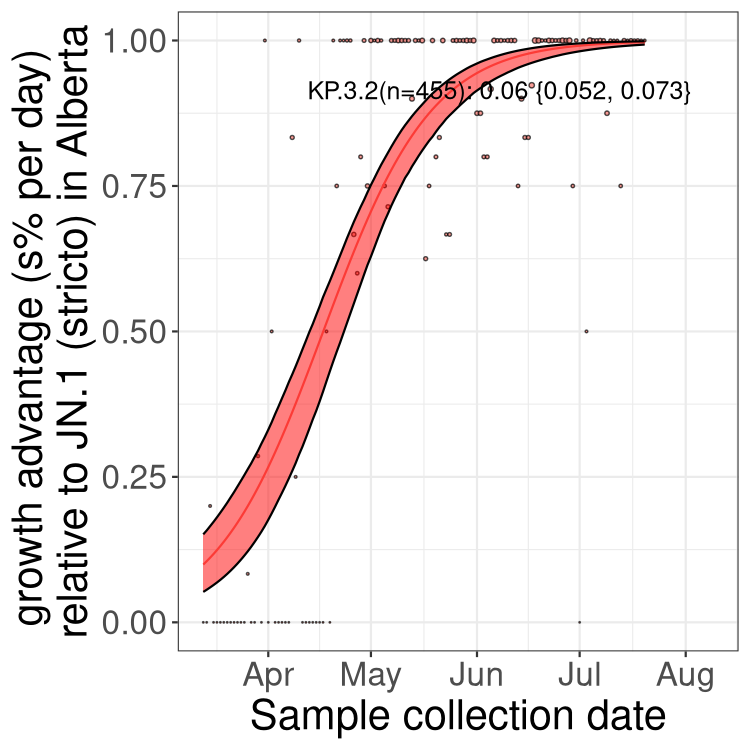 growth advantage (s% per day)
relative to JN.1 (stricto) in Alberta
1.00
0.75
0.50
0.25
0.00
KP.3.2(n=455): 0.06 {0.052, 0.073}
Apr May Jun Jul Aug
Sample collection date